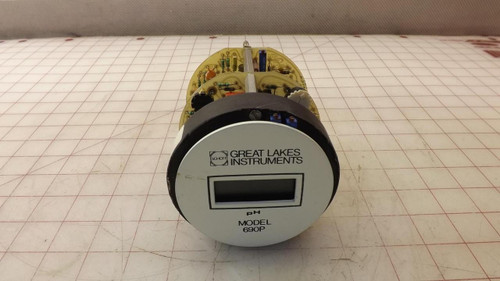 GREAT LAKES
INSTRUMENTS
pH
MODEL
690P